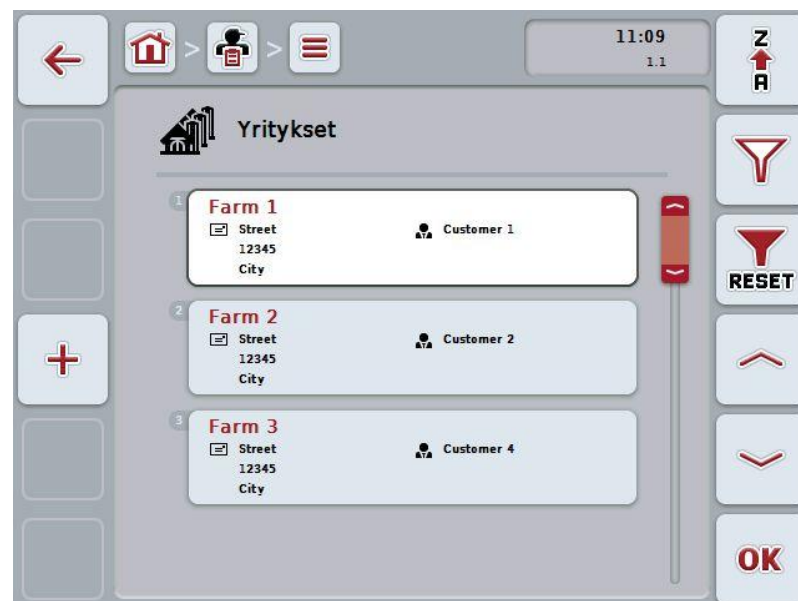 11:09
1.1
Z
A
Yritykset
1
Farm 1
Street
Customer 1
12345
City
RESET
2
Farm 2
Street
Customer 2
12345
City
3
Farm 3
Street
Customer 4
12345
City
OK